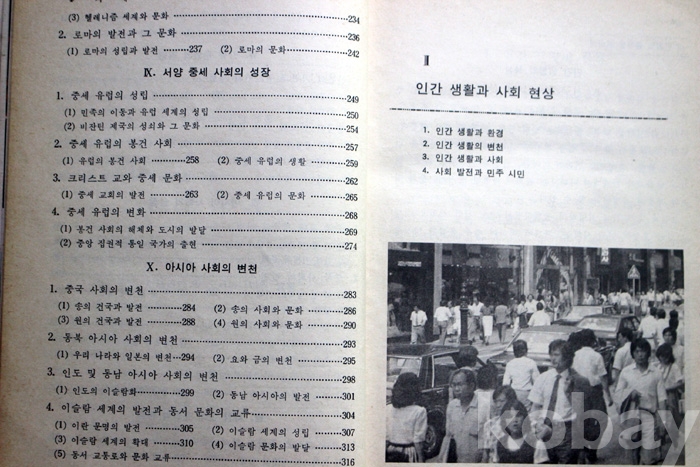 (3) 헬레니즘 세계와 문화 ··· 234
2. 로마의 발전과 그 문화 ··· 236
(1) 로마의 성립과 발전 ··· 237 (2) 로마의 문화 ··· 242
Ⅸ. 서양 중세 사회의 성장
1. 중세 유럽의 성립 ··· 249
(1) 민족의 이동과 유럽 세계의 성립 ··· 250
(2) 비잔틴 제국의 성쇠와 그 문화 ··· 254
2. 중세 유럽의 봉건 사회 ··· 257
(1) 유럽의 봉건 사회 ··· 258 (2) 중세 유럽의 생활 ··· 259
3. 크리스트 교와 중세 문화 ··· 262
(1) 중세 교회의 발전 ··· 263 (2) 중세 유럽의 문화 ··· 265
4. 중세 유럽의 변화 ··· 268
(1) 봉건 사회의 해체와 도시의 발달 ··· 269
(2) 중앙 집권적 통일 국가의 출현 ··· 274
Ⅹ. 아시아 사회의 변천
1. 중국 사회의 변천 ··· 283
(1) 송의 건국과 발전 ··· 284 (2) 송의 사회와 문화 ··· 286
(3) 원의 건국과 발전 ··· 288 (4) 원의 사회와 문화 ··· 290
2. 동북 아시아 사회의 변천 ··· 293
(1) 우리 나라와 일본의 변천 ··· 294 (2) 요와 금의 변천 ··· 295
3. 인도 및 동남 아시아 사회의 변천 ··· 298
(1) 인도의 이슬람화 ··· 299 (2) 동남 아시아의 발전 ··· 301
4. 이슬람 세계의 발전과 동서 문화의 교류 ··· 304
(1) 이란 문명의 발전 ··· 305 (2) 이슬람 세계의 성립 ··· 307
(3) 이슬람 세계의 확대 ··· 310 (4) 이슬람 문화의 발달 ··· 313
(5) 동서 교통로와 문화 교류 ··· 316
Ⅰ
인간 생활과 사회 현상
1. 인간 생활과 환경
2. 인간 생활의 변천
3. 인간 생활과 사회
4. 사회 발전과 민주 시민
kobay